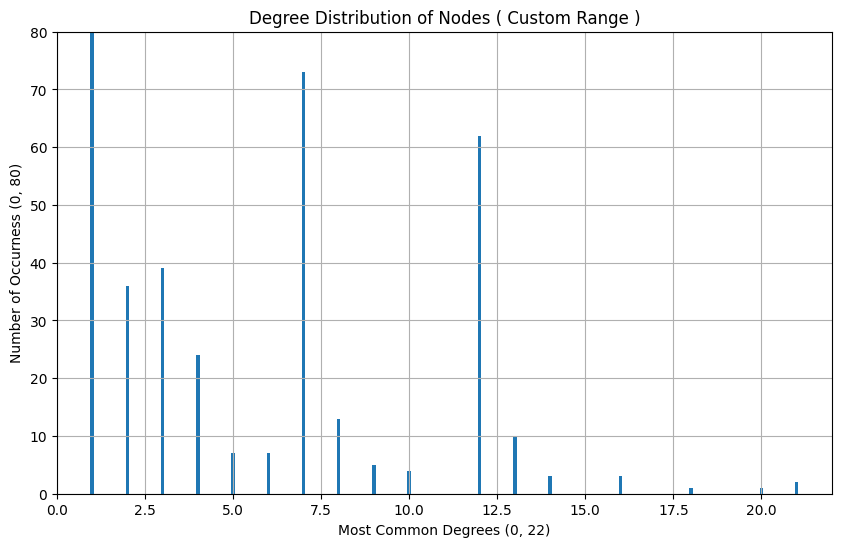 Degree Distribution of Nodes ( Custom Range )
Number of Occurness (0, 80)
80
70
60
50
40
30
20
10
0
0.0 2.5 5.0 7.5 10.0 12.5 15.0 17.5 20.0
Most Common Degrees (0, 22)